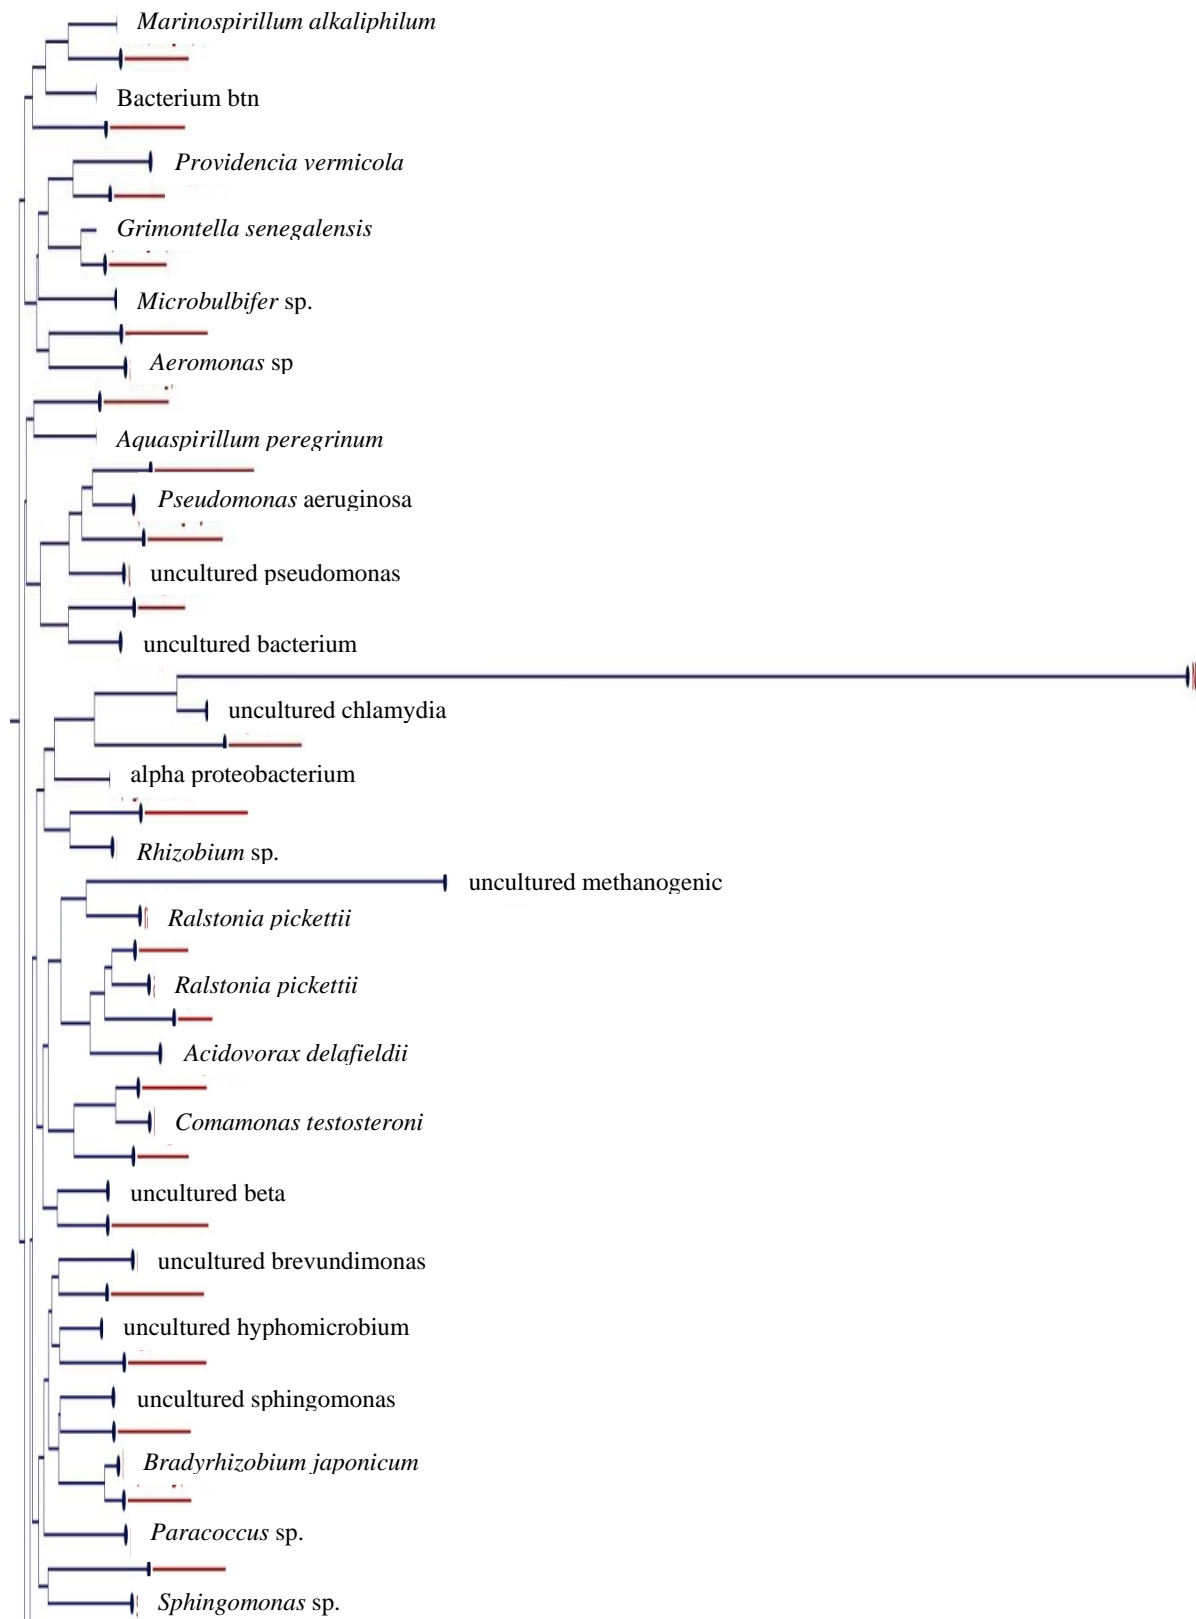 Marinospirillum alkaliphilum
Bacterium btn
Providencia vermicola
Grimontella senegalensis
Microbulbifer sp.
Aeromonas sp
Aquaspirillum peregrinum
Pseudomonas aeruginosa
uncultured pseudomonas
uncultured bacterium
uncultured chlamydia
alpha proteobacterium
Rhizobium sp.
uncultured methanogenic
Ralstonia pickettii
Ralstonia pickettii
Acidovorax delafieldii
Comamonas testosteroni
uncultured beta
uncultured brevundimonas
uncultured hyphomicrobium
uncultured sphingomonas
Bradyrhizobium japonicum
Paracoccus sp.
Sphingomonas sp.